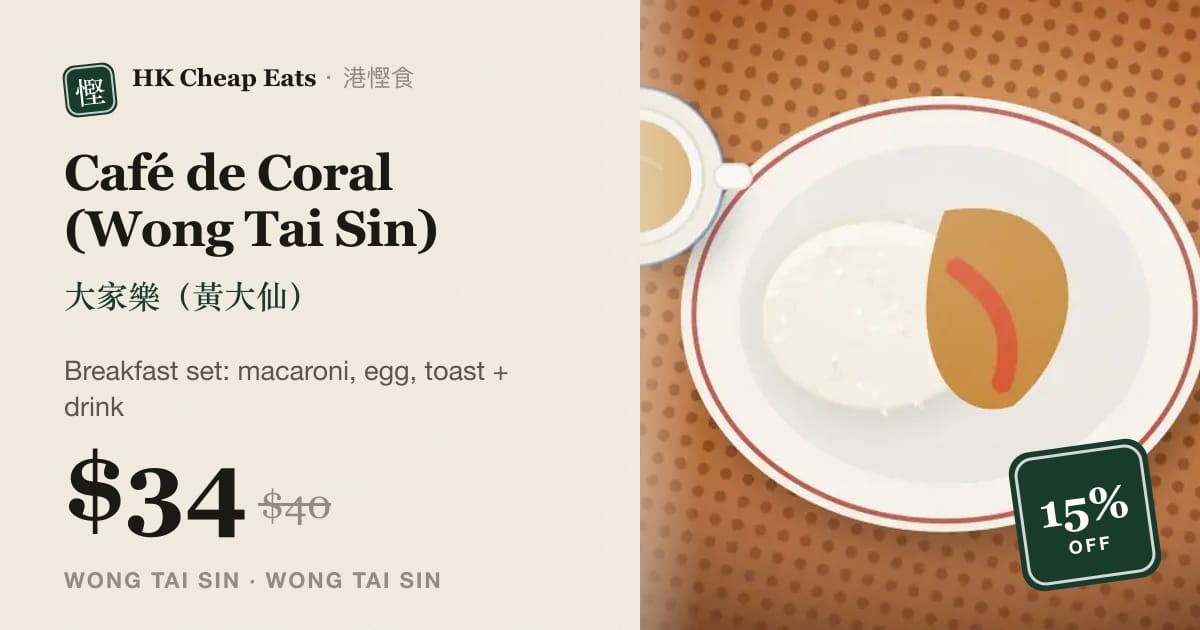 慳
HK Cheap Eats · 港慳食
Café de Coral
(Wong Tai Sin)
大家樂（黃大仙）
Breakfast set: macaroni, egg, toast +
drink
$34 $40
WONG TAI SIN · WONG TAI SIN
15%
OFF